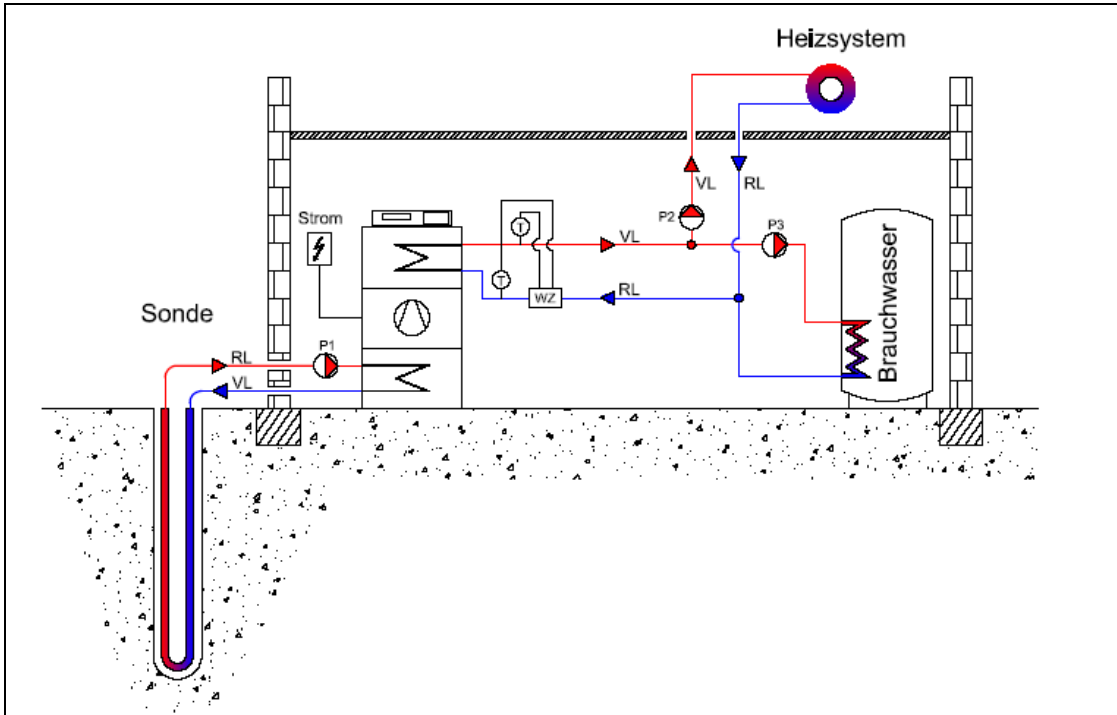 Heizsystem
VL
RL
Strom
P2
P3
T
VL
T
WZ
RL
Brauchwasser
Sonde
P1
RL
VL